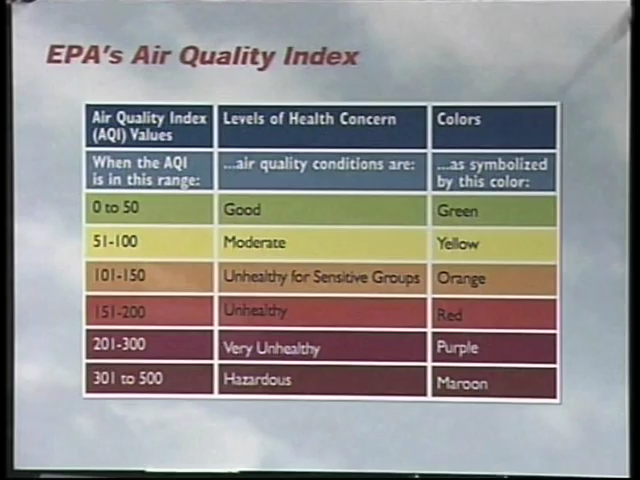 EPA's Air Quality Index
Air Quality Index (AQI) Values
Levels of Health Concern
Colors
When the AQI is in this range:
...air quality conditions are:
...as symbolized by this color:
0 to 50
Good
Green
51-100
Moderate
Yellow
101-150
Unhealthy for Sensitive Groups
Orange
151-200
Unhealthy
Red
201-300
Very Unhealthy
Purple
301 to 500
Hazardous
Maroon